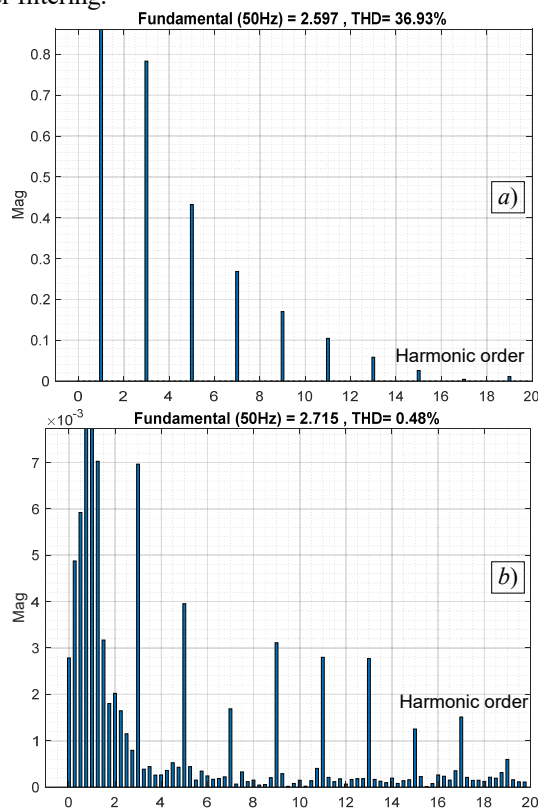 Fundamental (50Hz) = 2.597 , THD= 36.93%
0.8
0.7
0.6
0.5
0.4
0.3
0.2
0.1
0
Mag
a)
Harmonic order
0 2 4 6 8 10 12 14 16 18 20
×10⁻³ Fundamental (50Hz) = 2.715 , THD= 0.48%
7
6
5
4
3
2
1
0
Mag
b)
Harmonic order
0 2 4 6 8 10 12 14 16 18 20